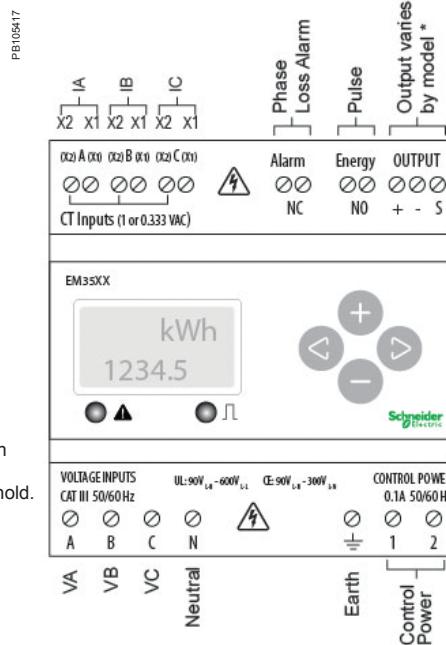 PB105417
IA IB IC
X2 X1 X2 X1 X2 X1
Phase
Loss Alarm
Pulse
Output varies
by model *
(X2) A (X1) (X2) B (X1) (X2) C (X1)
Alarm Energy OUTPUT
NC NO + - S
CT Inputs (1 or 0.333 VAC)
EM35XX
kWh
1234.5
Schneider
Electric
hold.
VOLTAGE INPUTS UL: 90V L-N - 600V L-L CE: 90V L-N - 300V L-N CONTROL POWE
CAT III 50/60 Hz 0.1A 50/60 H
A B C N 1 2
VA VB VC Neutral Earth
Control
Power